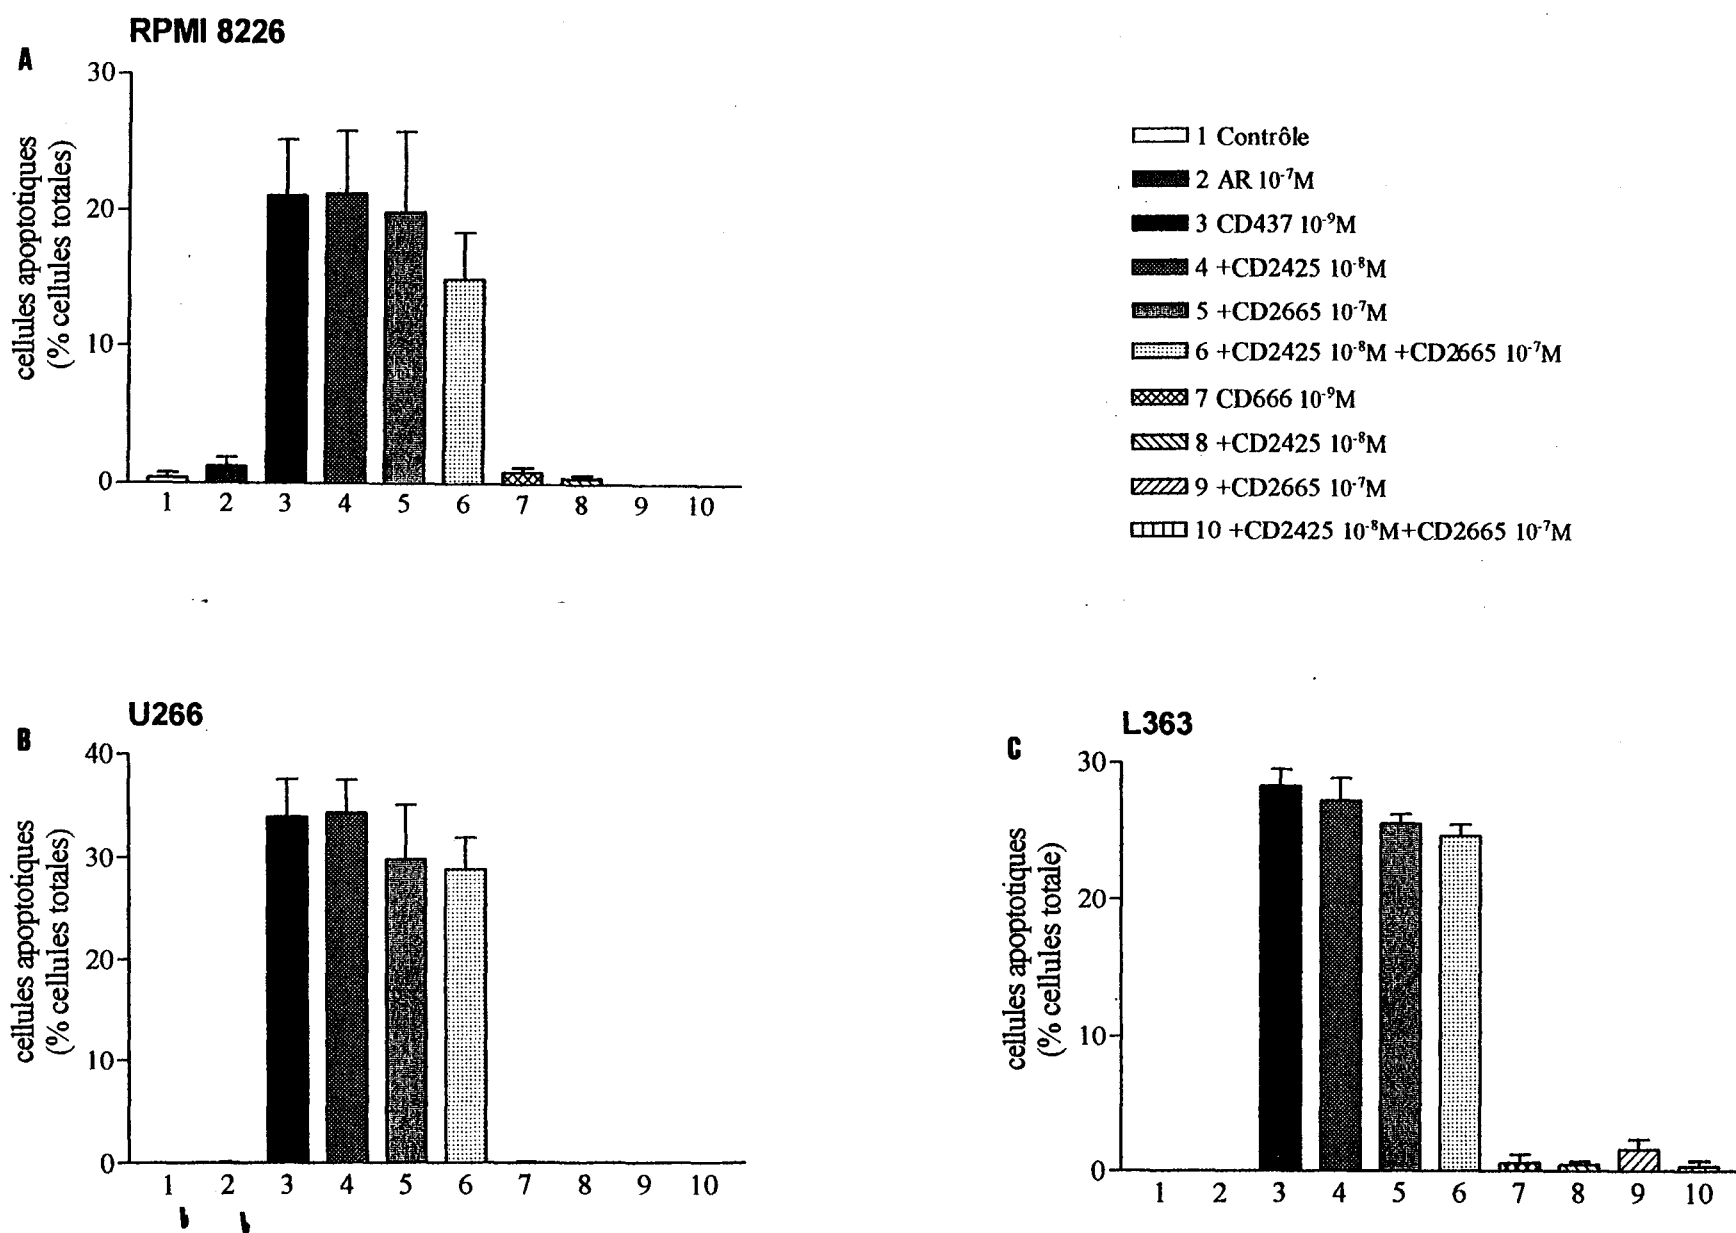 RPMI 8226
A
30
20
10
0
cellules apoptotiques
(% cellules totales)
1 2 3 4 5 6 7 8 9 10
1 Contrôle
2 AR 10⁻⁷M
3 CD437 10⁻⁹M
4 +CD2425 10⁻⁸M
5 +CD2665 10⁻⁷M
6 +CD2425 10⁻⁸M +CD2665 10⁻⁷M
7 CD666 10⁻⁹M
8 +CD2425 10⁻⁸M
9 +CD2665 10⁻⁷M
10 +CD2425 10⁻⁸M+CD2665 10⁻⁷M
U266
B
40
30
20
10
0
cellules apoptotiques
(% cellules totales)
1 2 3 4 5 6 7 8 9 10
L363
C
30
20
10
0
cellules apoptotiques
(% cellules totale)
1 2 3 4 5 6 7 8 9 10